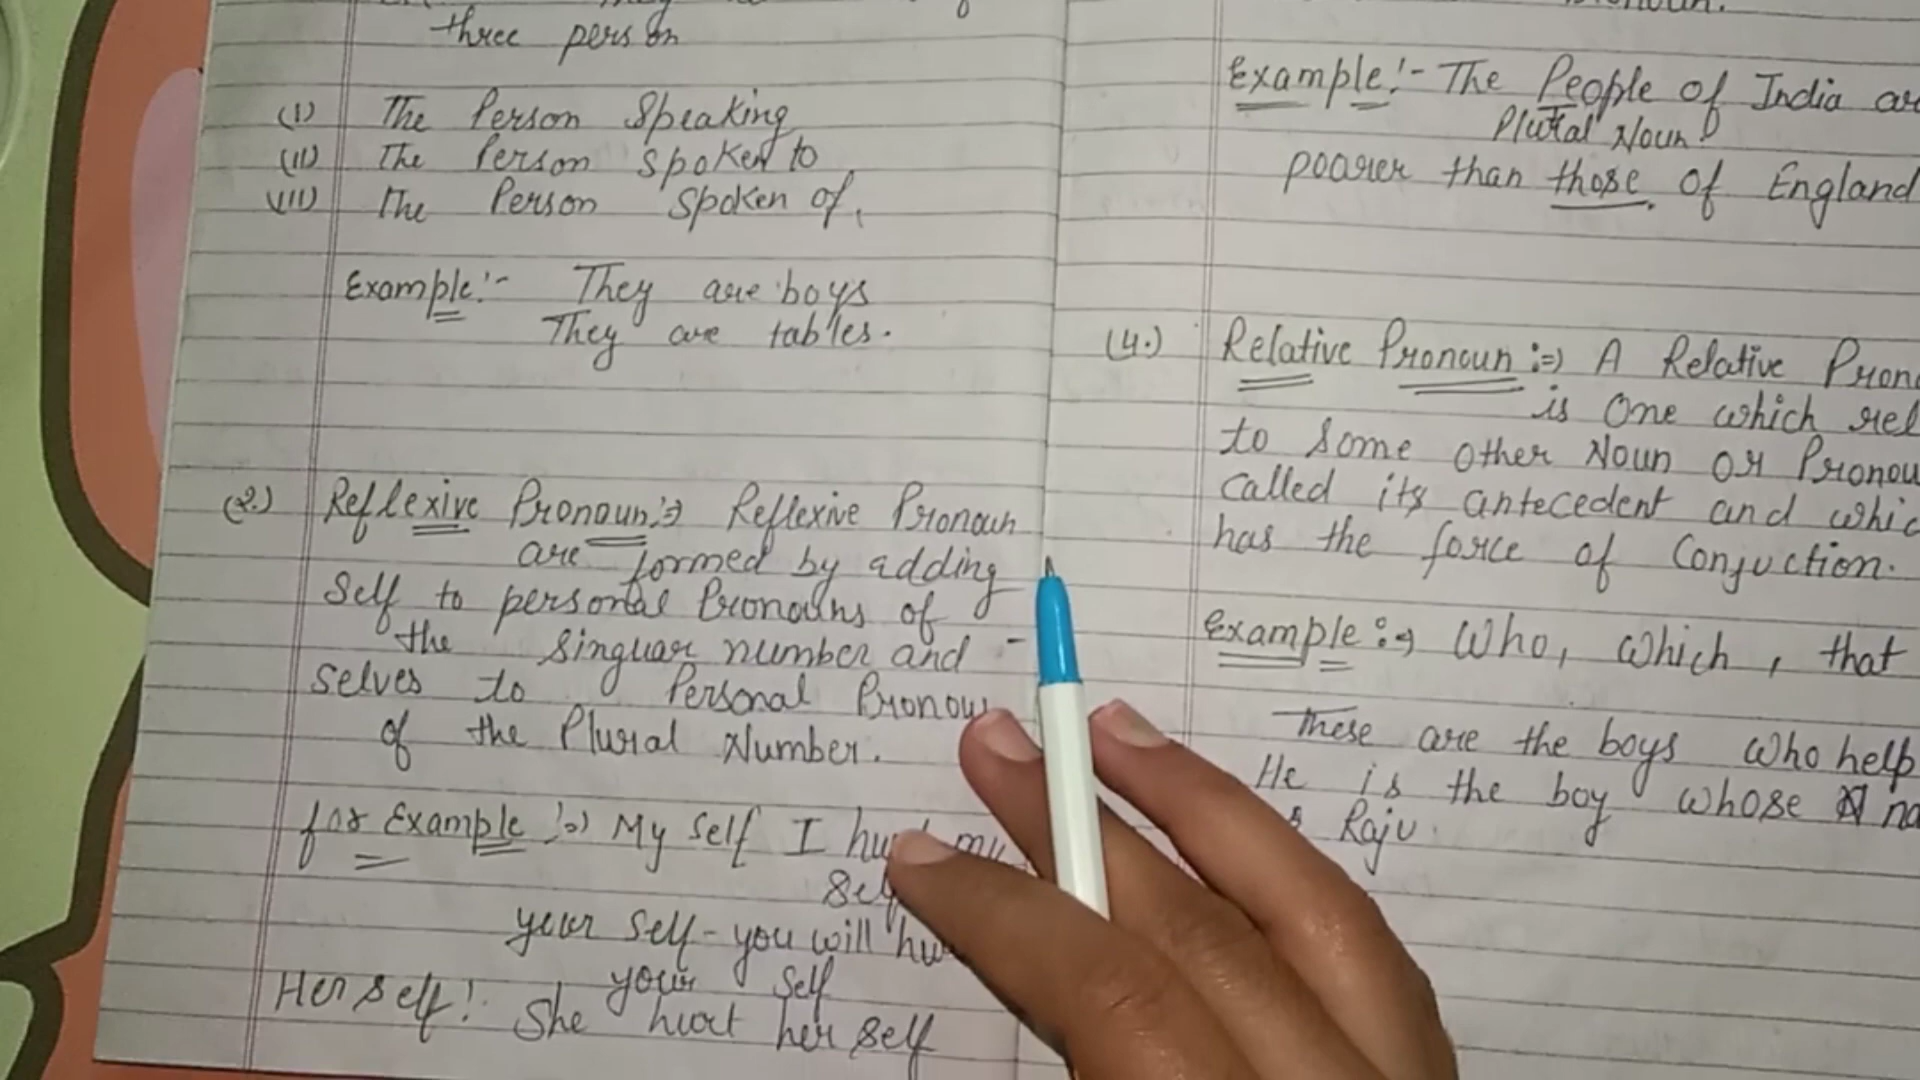 three person
(I) The Person Speaking
(II) The Person spoken to
(III) The Person Spoken of.
Example:- They are boys
They are tables.
(2.) Reflexive Pronoun:⇒ Reflexive Pronoun
are formed by adding
Self to personal Pronouns of
the singuar number and -
selves to Personal Pronou
of the Plural Number.
for Example :⇒ My self I hurt my
Self
your self - you will hu
your self
Her self! She hurt her self
Example:- The People of India are
Plural Noun
poorer than those of England
(4.) Relative Pronoun :⇒ A Relative Pron
is One which rel
to Some other Noun or Pronou
called its antecedent and whic
has the force of Conjuction.
Example :⇒ Who, which, that
These are the boys who help
He is the boy whose na
Raju.